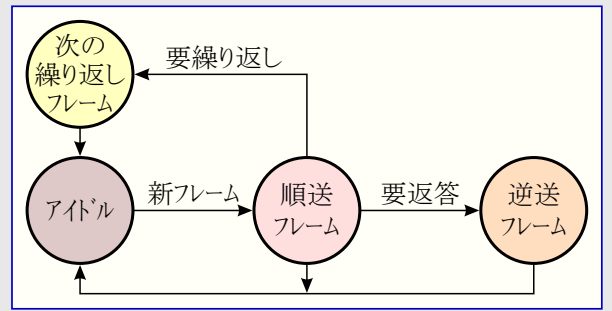 次の
繰り返し
フレーム
要繰り返し
アイドル
新フレーム
順送
フレーム
要返答
逆送
フレーム